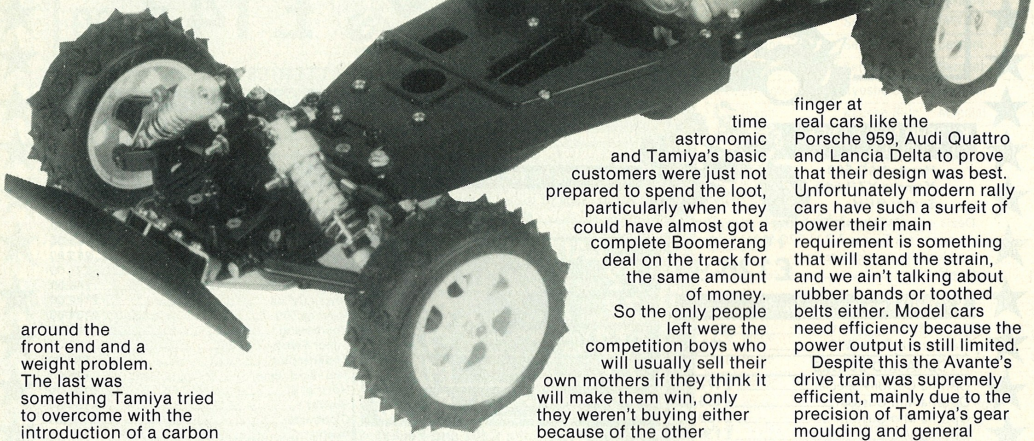 around the
front end and a
weight problem.
The last was
something Tamiya tried
to overcome with the
introduction of a carbon
time
astronomic
and Tamiya's basic
customers were just not
prepared to spend the loot,
particularly when they
could have almost got a
complete Boomerang
deal on the track for
the same amount
of money.
So the only people
left were the
competition boys who
will usually sell their
own mothers if they think it
will make them win, only
they weren't buying either
because of the other
finger at
real cars like the
Porsche 959, Audi Quattro
and Lancia Delta to prove
that their design was best.
Unfortunately modern rally
cars have such a surfeit of
power their main
requirement is something
that will stand the strain,
and we ain't talking about
rubber bands or toothed
belts either. Model cars
need efficiency because the
power output is still limited.
Despite this the Avante's
drive train was supremely
efficient, mainly due to the
precision of Tamiya's gear
moulding and general